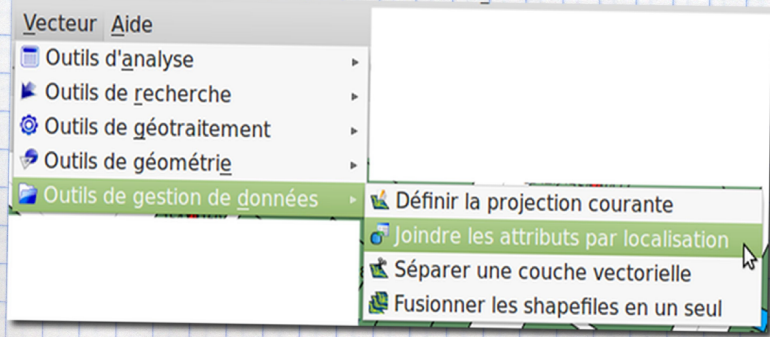 Vecteur Aide
Outils d'analyse
Outils de recherche
Outils de géotraitement
Outils de géométrie
Outils de gestion de données
Définir la projection courante
Joindre les attributs par localisation
Séparer une couche vectorielle
Fusionner les shapefiles en un seul